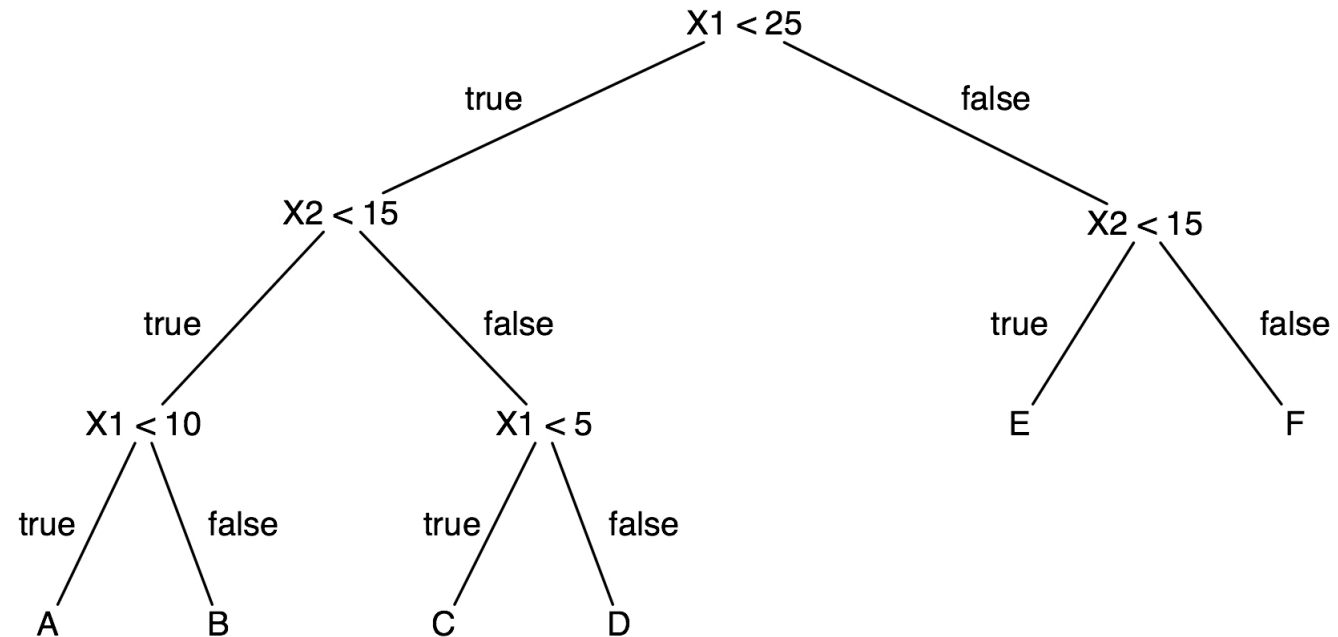 X1 < 25
true
false
X2 < 15
X2 < 15
true
false
true
false
X1 < 10
X1 < 5
E
F
true
false
true
false
A
B
C
D